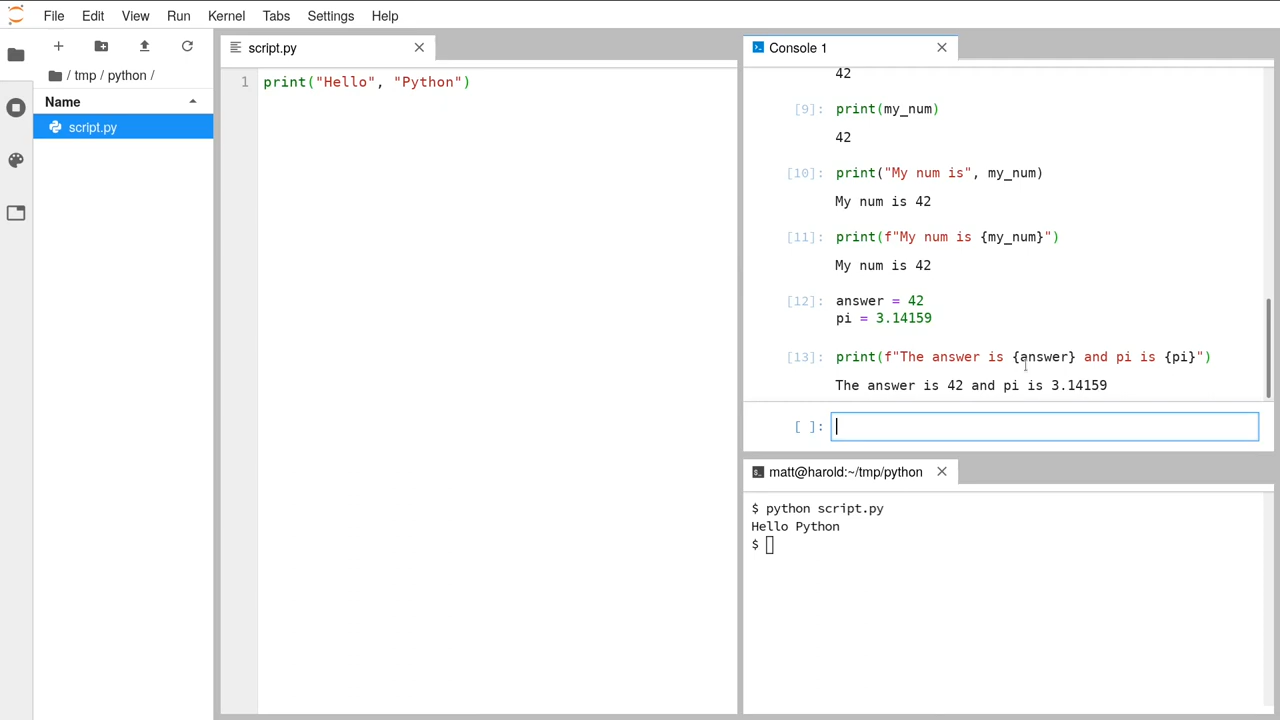 File Edit View Run Kernel Tabs Settings Help
/ tmp / python /
Name
script.py
script.py
1 print("Hello", "Python")
Console 1
42
[9]: print(my_num)
42
[10]: print("My num is", my_num)
My num is 42
[11]: print(f"My num is {my_num}")
My num is 42
[12]: answer = 42
pi = 3.14159
[13]: print(f"The answer is {answer} and pi is {pi}")
The answer is 42 and pi is 3.14159
[ ]:
matt@harold:~/tmp/python
$ python script.py
Hello Python
$